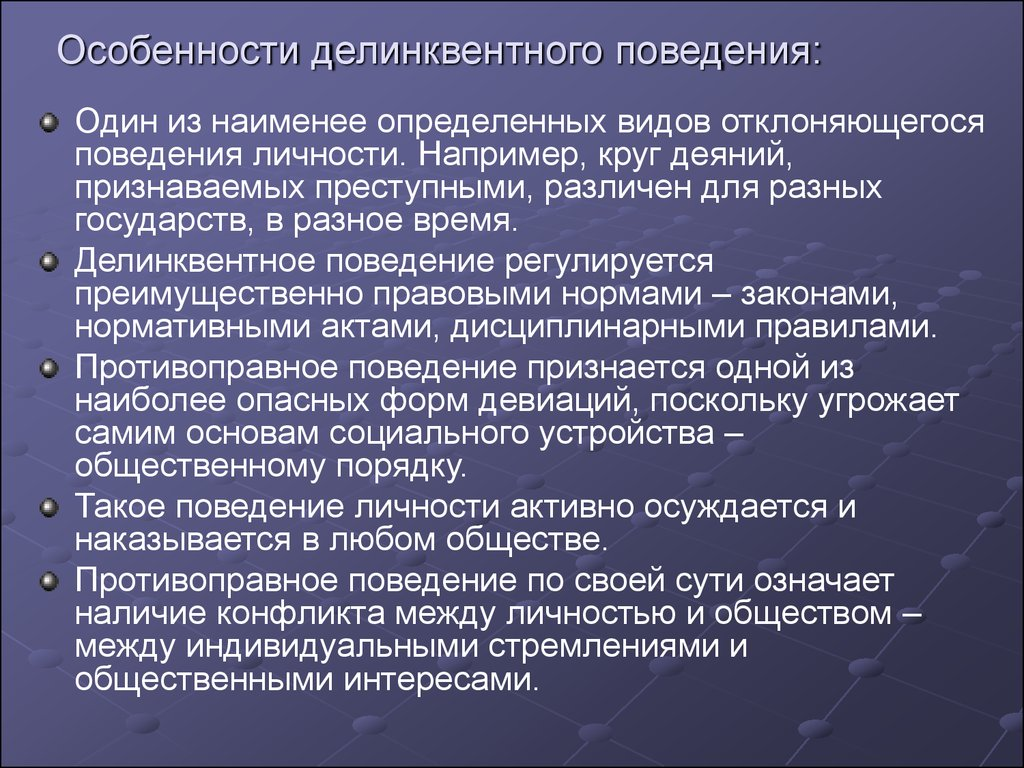 Особенности делинквентного поведения:
Один из наименее определенных видов отклоняющегося
поведения личности. Например, круг деяний,
признаваемых преступными, различен для разных
государств, в разное время.
Делинквентное поведение регулируется
преимущественно правовыми нормами – законами,
нормативными актами, дисциплинарными правилами.
Противоправное поведение признается одной из
наиболее опасных форм девиаций, поскольку угрожает
самим основам социального устройства –
общественному порядку.
Такое поведение личности активно осуждается и
наказывается в любом обществе.
Противоправное поведение по своей сути означает
наличие конфликта между личностью и обществом –
между индивидуальными стремлениями и
общественными интересами.